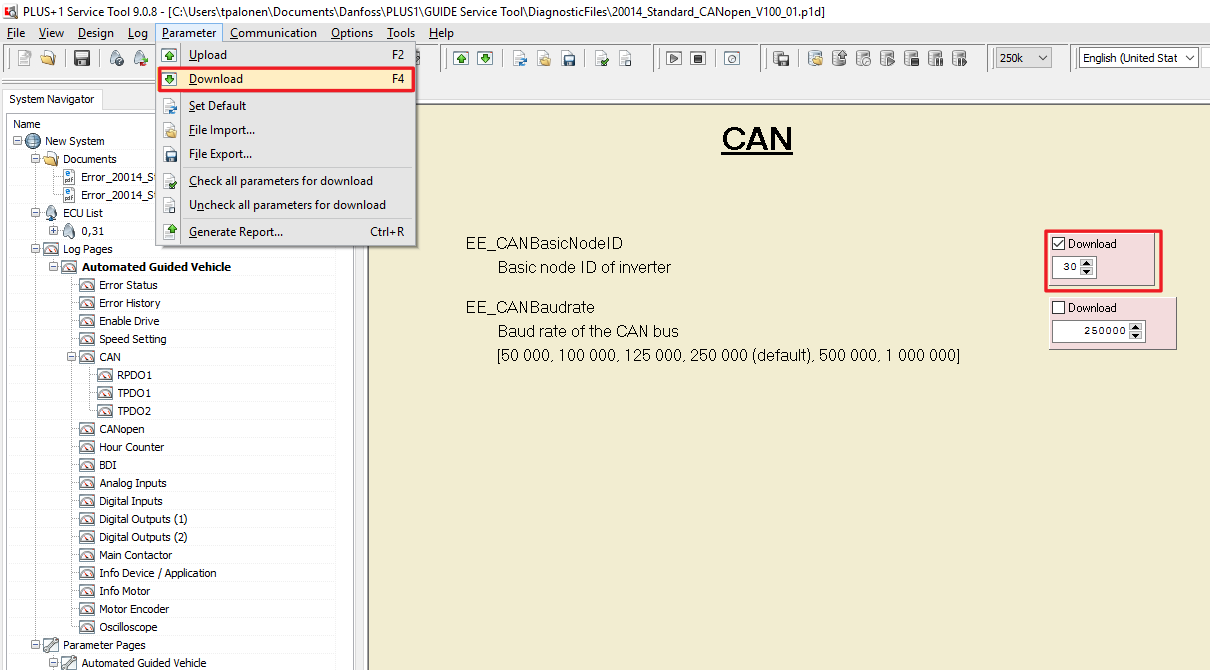 PLUS+1 Service Tool 9.0.8 - [C:\Users\tpalonen\Documents\Danfoss\PLUS1\GUIDE Service Tool\DiagnosticFiles\20014_Standard_CANopen_V100_01.p1d]
File View Design Log Parameter Communication Options Tools Help
Upload F2
Download F4
Set Default
File Import...
File Export...
Check all parameters for download
Uncheck all parameters for download
Generate Report... Ctrl+R
250k
English (United Stat
System Navigator
Name
New System
Documents
Error_20014_S
Error_20014_S
ECU List
0,31
Log Pages
Automated Guided Vehicle
Error Status
Error History
Enable Drive
Speed Setting
CAN
RPDO1
TPDO1
TPDO2
CANopen
Hour Counter
BDI
Analog Inputs
Digital Inputs
Digital Outputs (1)
Digital Outputs (2)
Main Contactor
Info Device / Application
Info Motor
Motor Encoder
Oscilloscope
Parameter Pages
Automated Guided Vehicle
CAN
EE_CANBasicNodeID
Basic node ID of inverter
Download
30
EE_CANBaudrate
Baud rate of the CAN bus
[50 000, 100 000, 125 000, 250 000 (default), 500 000, 1 000 000]
Download
250000